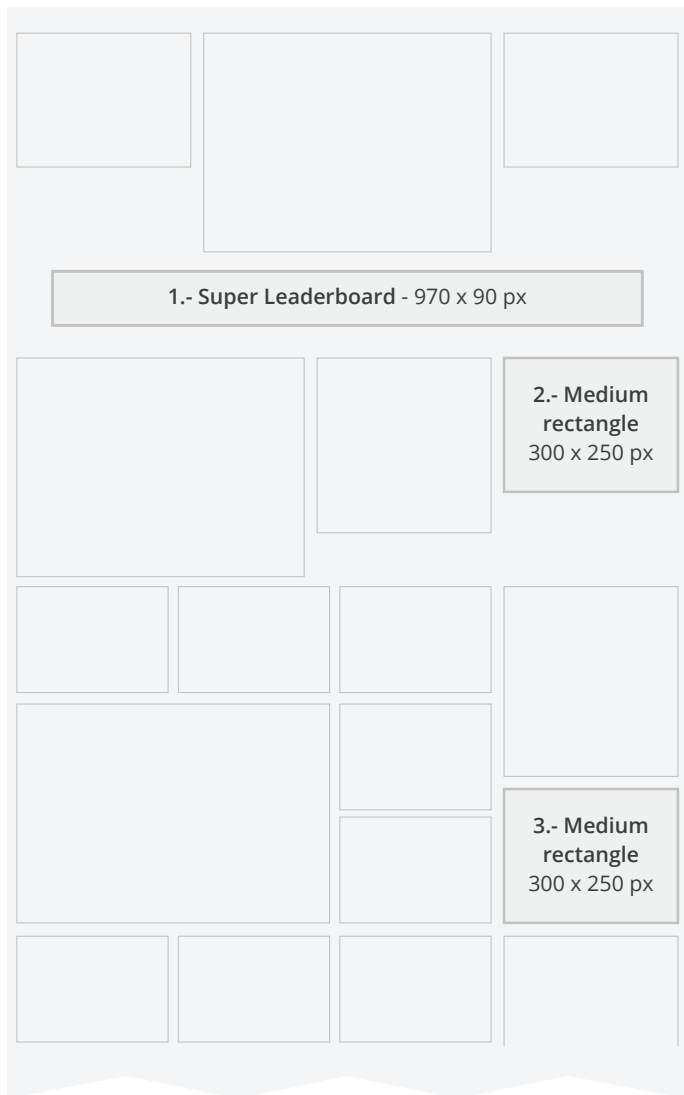 1.- Super Leaderboard - 970 x 90 px
2.- Medium
rectangle
300 x 250 px
3.- Medium
rectangle
300 x 250 px